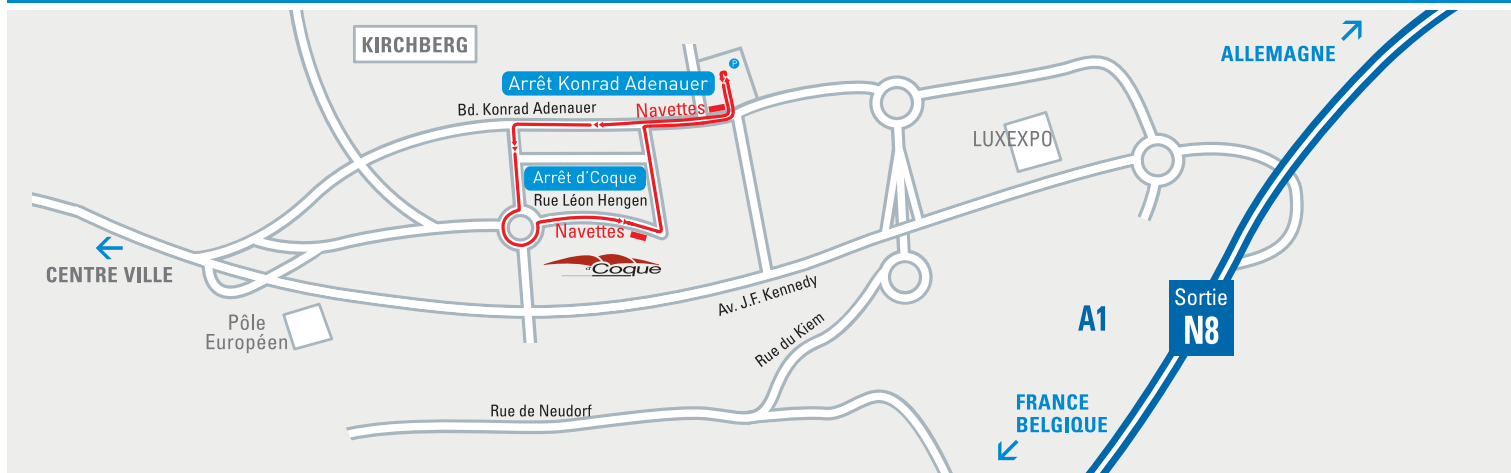 KIRCHBERG
ALLEMAGNE
P
Arrêt Konrad Adenauer
Bd. Konrad Adenauer
Navettes
LUXEXPO
Arrêt d'Coque
Rue Léon Hengen
Navettes
d'Coque
CENTRE VILLE
Av. J.F. Kennedy
Sortie
N8
A1
Pôle
Européen
Rue du Kiem
FRANCE
BELGIQUE
Rue de Neudorf